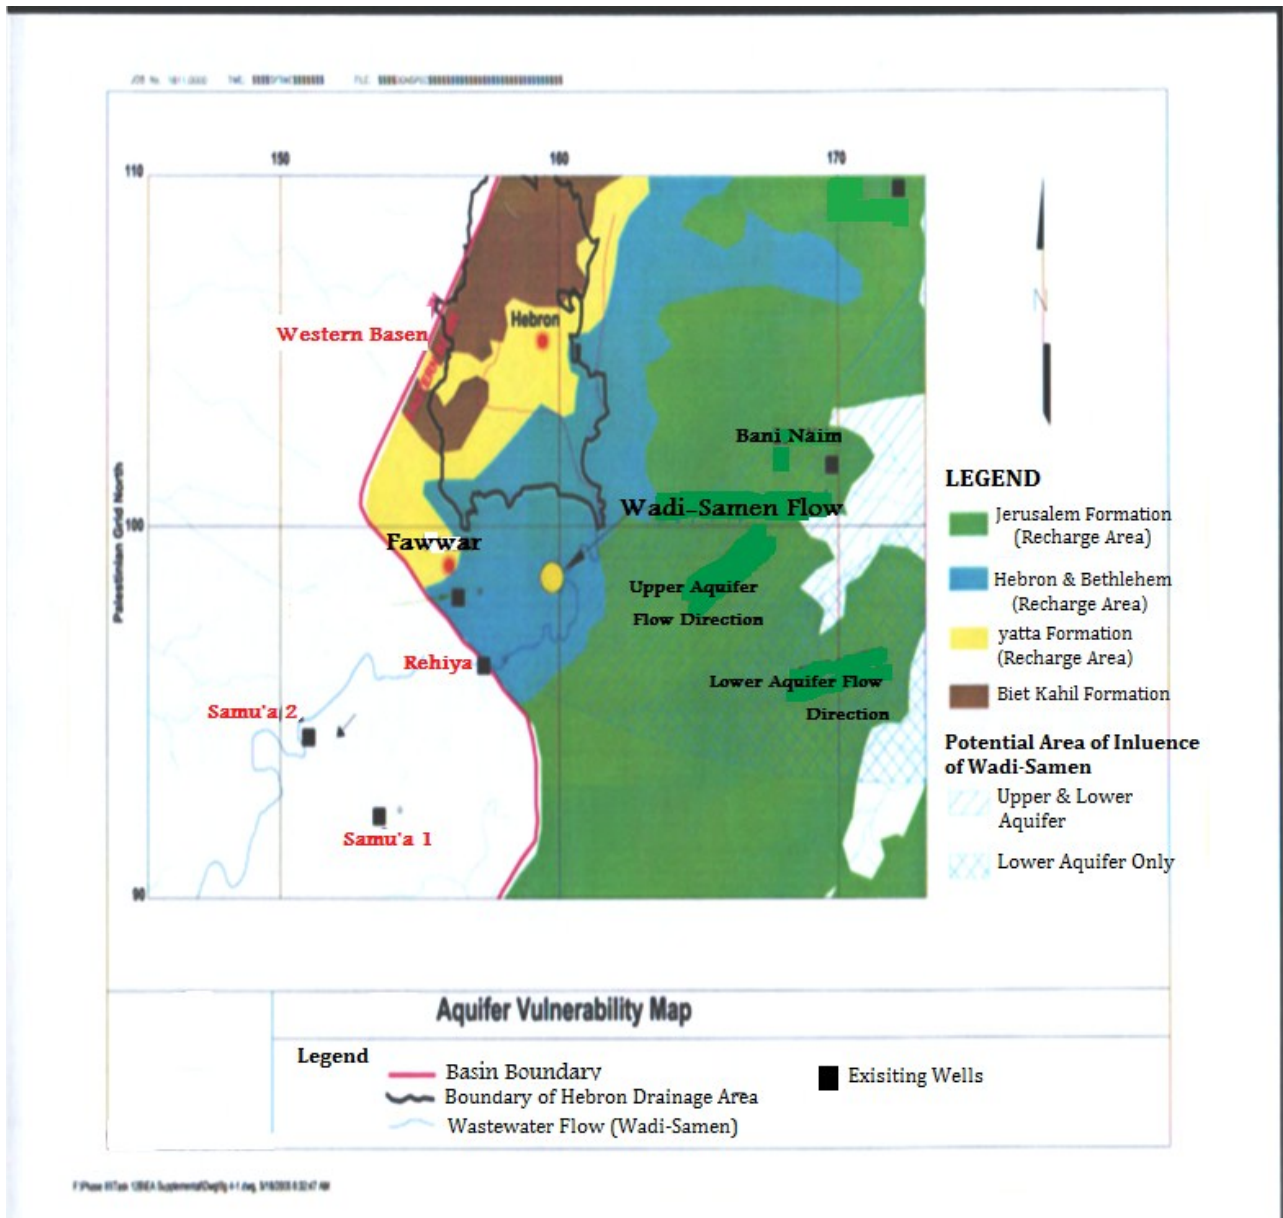 150
160
170
110
Western Basen
Hebron
Bani Naim
Wadi-Samen Flow
100
Fawwar
Upper Aquifer
Flow Direction
Rehiya
Lower Aquifer Flow
Direction
Samu'a 2
Samu'a 1
90
Palestinian Grid North
N
LEGEND
Jerusalem Formation
(Recharge Area)
Hebron & Bethlehem
(Recharge Area)
yatta Formation
(Recharge Area)
Biet Kahil Formation
Potential Area of Inluence
of Wadi-Samen
Upper & Lower
Aquifer
Lower Aquifer Only
Aquifer Vulnerability Map
Legend
Basin Boundary
Boundary of Hebron Drainage Area
Wastewater Flow (Wadi-Samen)
Exisiting Wells